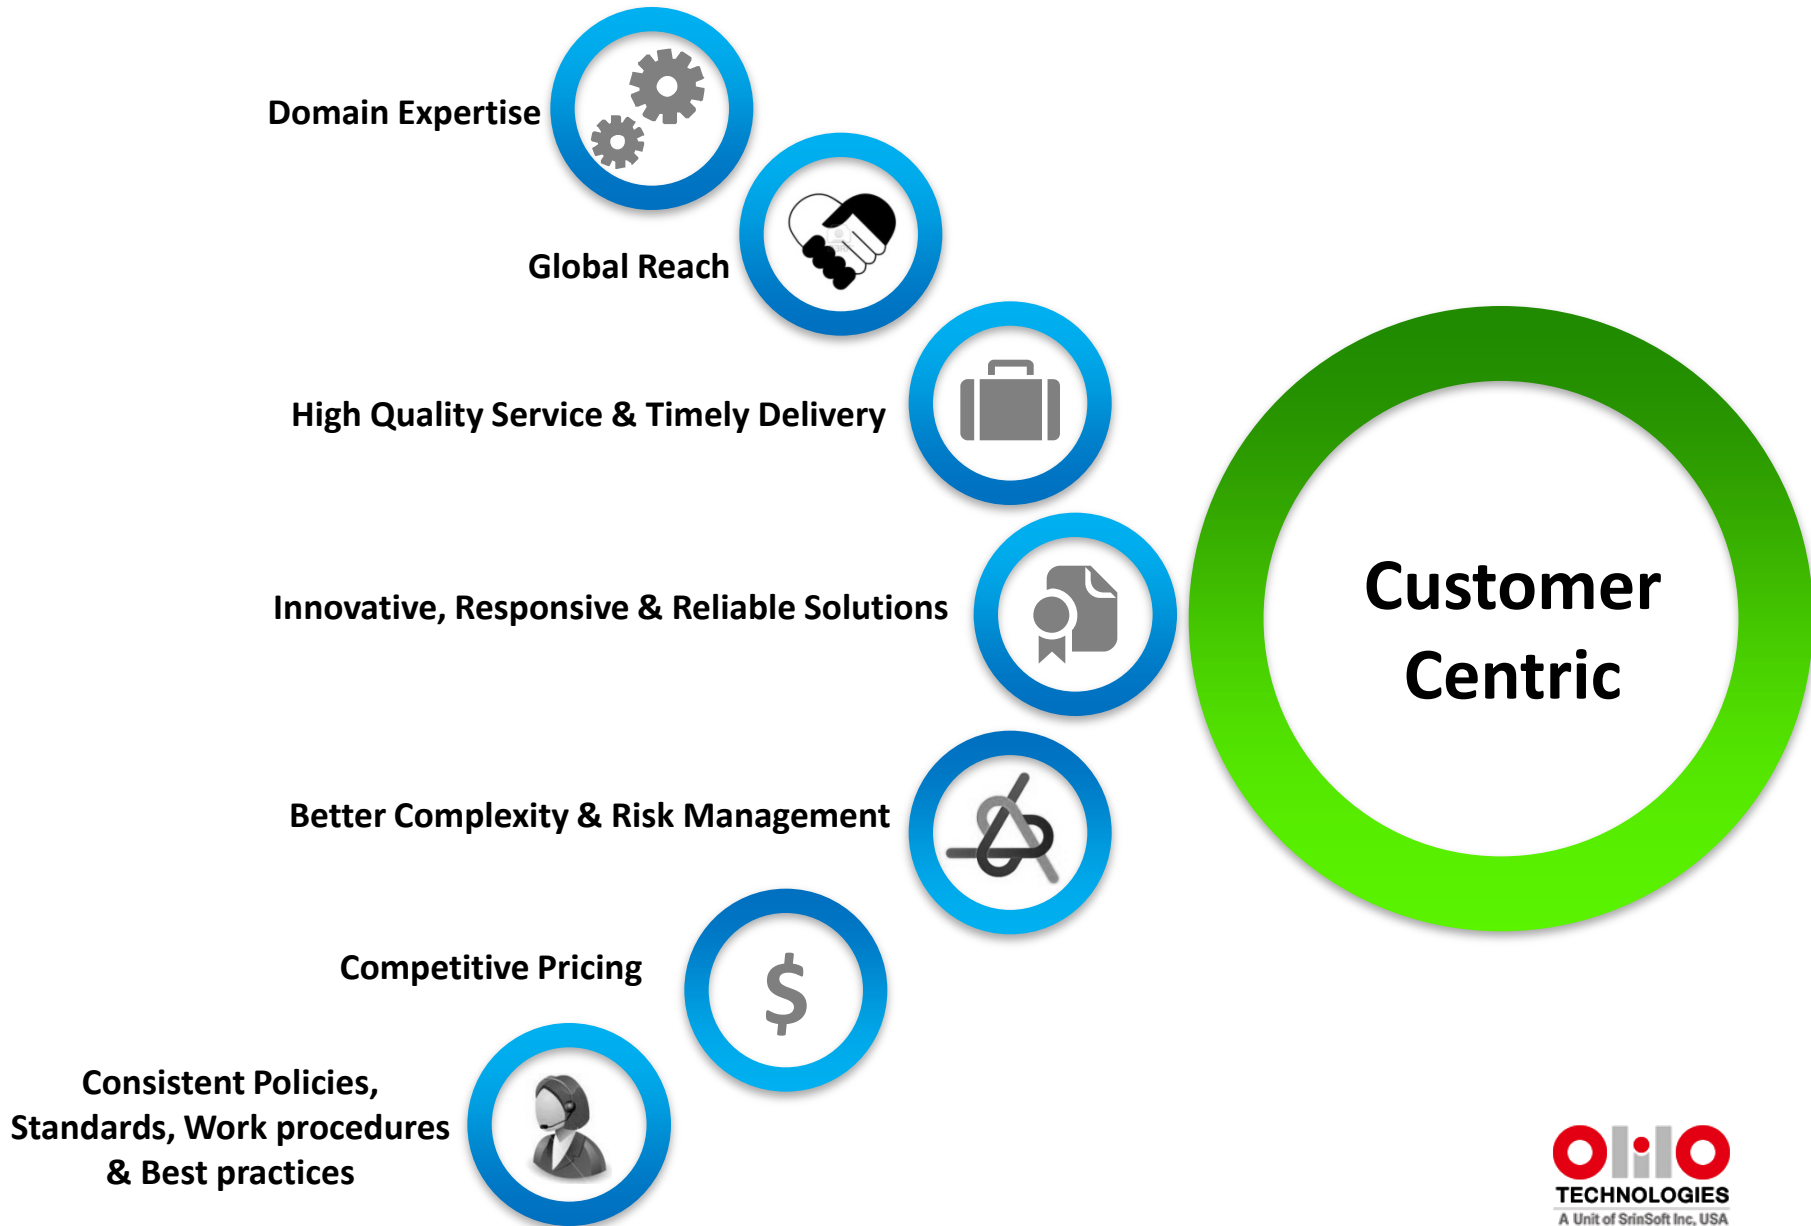 Domain Expertise
Global Reach
High Quality Service & Timely Delivery
Innovative, Responsive & Reliable Solutions
Customer
Centric
Better Complexity & Risk Management
Competitive Pricing
$
Consistent Policies,
Standards, Work procedures
& Best practices
OLILO
TECHNOLOGIES
A Unit of SrinSoft Inc, USA